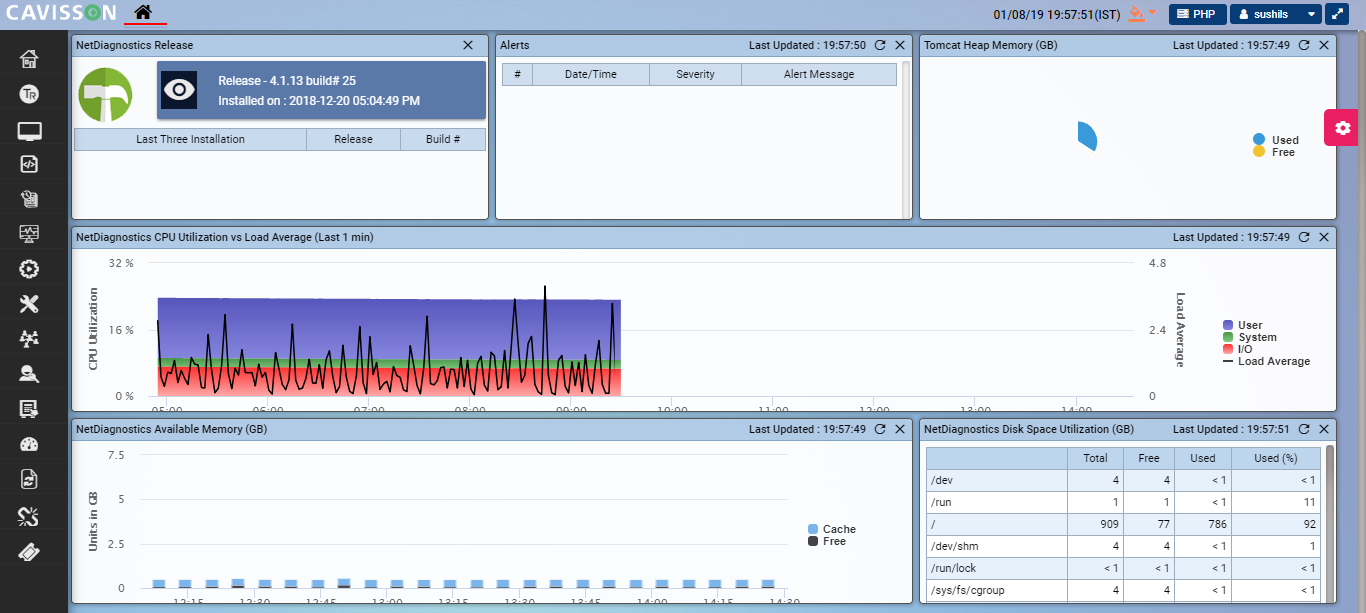 CAVISSON
01/08/19 19:57:51(IST)
PHP
sushils
NetDiagnostics Release
Release - 4.1.13 build# 25
Installed on : 2018-12-20 05:04:49 PM
Last Three Installation Release Build #
Alerts
Last Updated : 19:57:50
# Date/Time Severity Alert Message
Tomcat Heap Memory (GB)
Last Updated : 19:57:49
Used
Free
TR
NetDiagnostics CPU Utilization vs Load Average (Last 1 min)
Last Updated : 19:57:49
32 %
16 %
0 %
CPU Utilization
4.8
2.4
0
Load Average
05:00 06:00 07:00 08:00 09:00 10:00 11:00 12:00 13:00 14:00
User
System
I/O
Load Average
NetDiagnostics Available Memory (GB)
Last Updated : 19:57:49
7.5
5
2.5
0
Units in GB
12:15 12:30 12:45 13:00 13:15 13:30 13:45 14:00 14:15 14:30
Cache
Free
NetDiagnostics Disk Space Utilization (GB)
Last Updated : 19:57:51
Total Free Used Used (%)
/dev 4 4 < 1 < 1
/run 1 1 < 1 11
/ 909 77 786 92
/dev/shm 4 4 < 1 1
/run/lock < 1 < 1 < 1 < 1
/sys/fs/cgroup 4 4 < 1 < 1